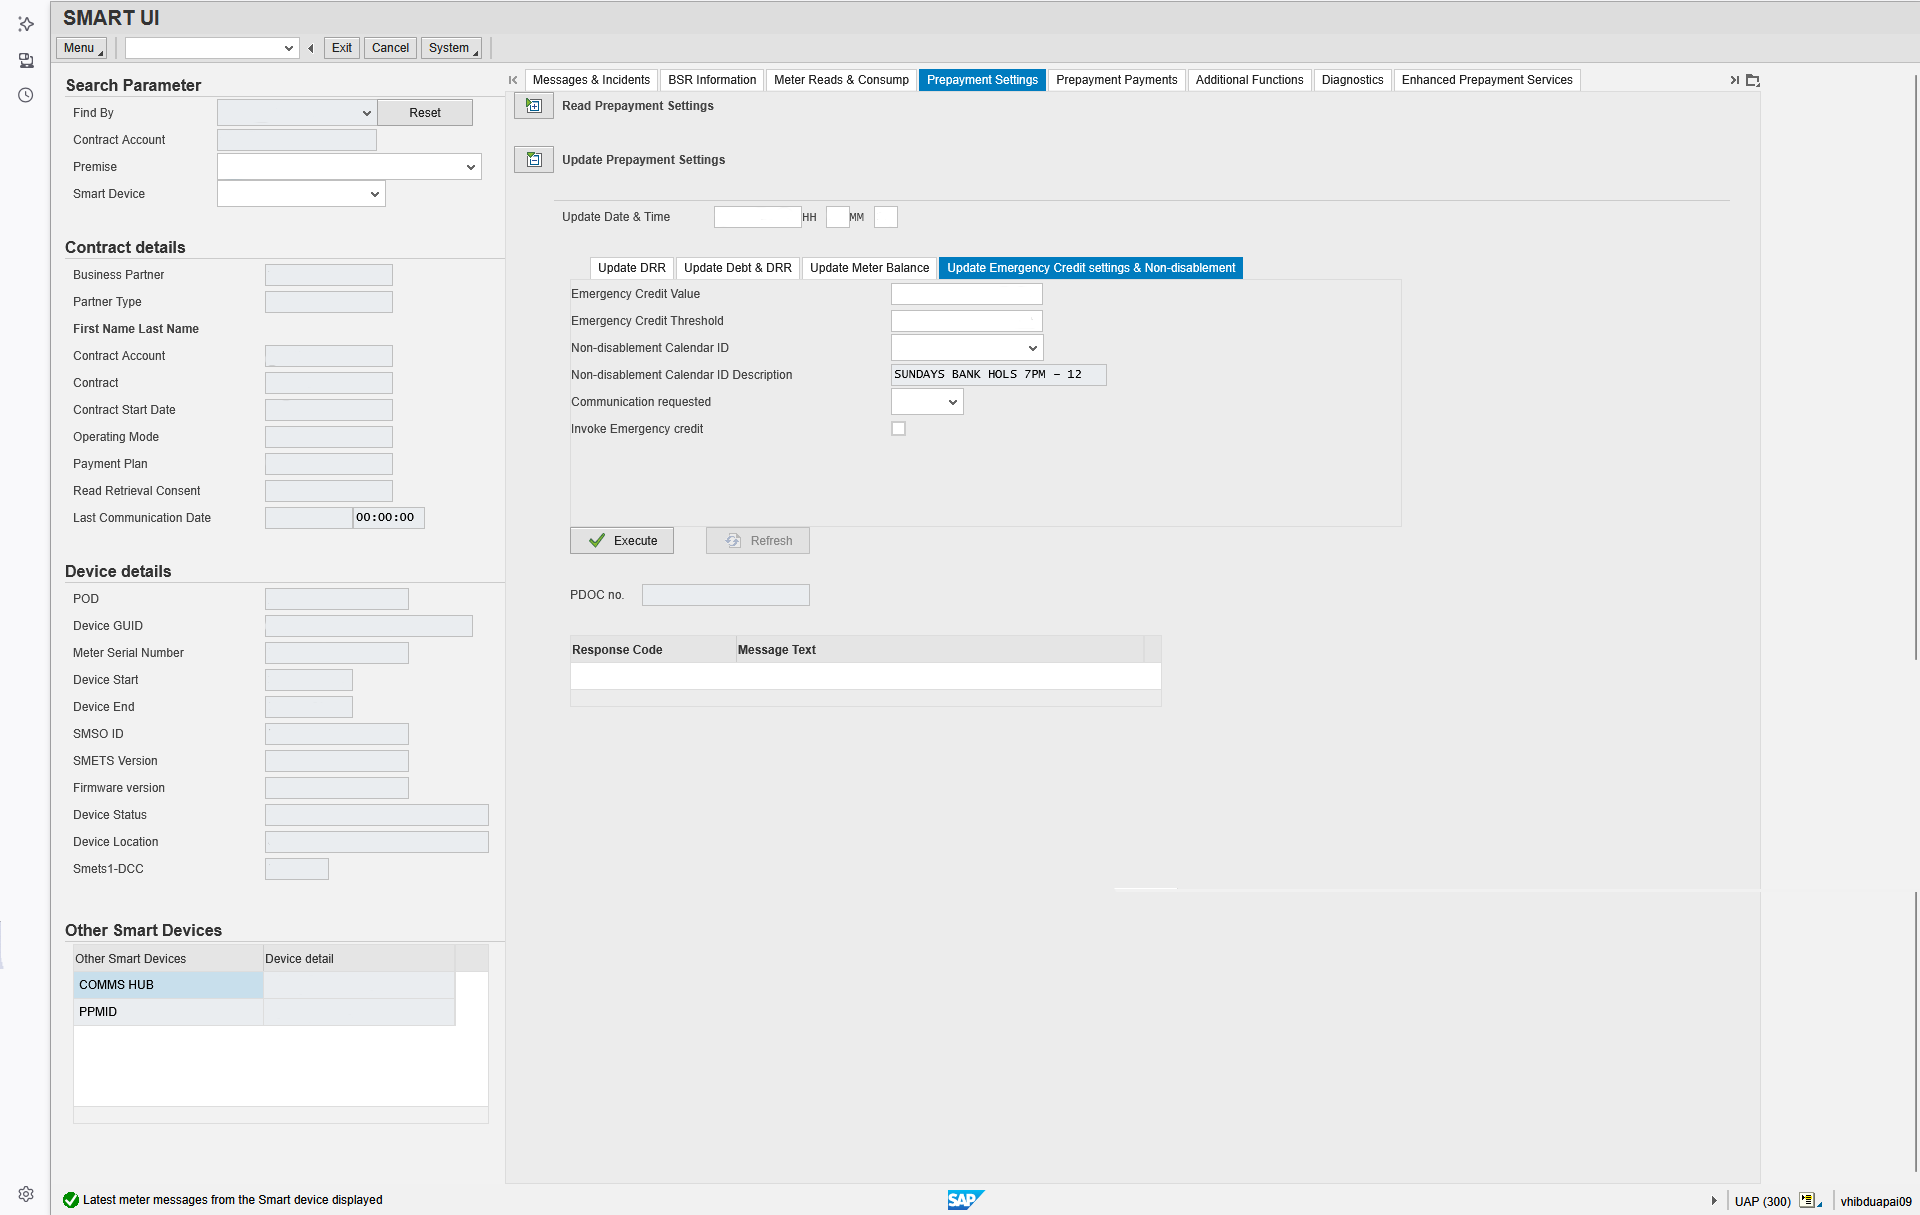 SMART UI
Menu Exit Cancel System
Search Parameter
Find By Reset
Contract Account
Premise
Smart Device
Contract details
Business Partner
Partner Type
First Name Last Name
Contract Account
Contract
Contract Start Date
Operating Mode
Payment Plan
Read Retrieval Consent
Last Communication Date 00:00:00
Device details
POD
Device GUID
Meter Serial Number
Device Start
Device End
SMSO ID
SMETS Version
Firmware version
Device Status
Device Location
Smets1-DCC
Other Smart Devices
Other Smart Devices Device detail
COMMS HUB
PPMID
Messages & Incidents BSR Information Meter Reads & Consump Prepayment Settings Prepayment Payments Additional Functions Diagnostics Enhanced Prepayment Services
Read Prepayment Settings
Update Prepayment Settings
Update Date & Time HH MM
Update DRR Update Debt & DRR Update Meter Balance Update Emergency Credit settings & Non-disablement
Emergency Credit Value
Emergency Credit Threshold
Non-disablement Calendar ID
Non-disablement Calendar ID Description SUNDAYS BANK HOLS 7PM - 12
Communication requested
Invoke Emergency credit
Execute Refresh
PDOC no.
Response Code Message Text
Latest meter messages from the Smart device displayed SAP UAP (300) vhibduapai09